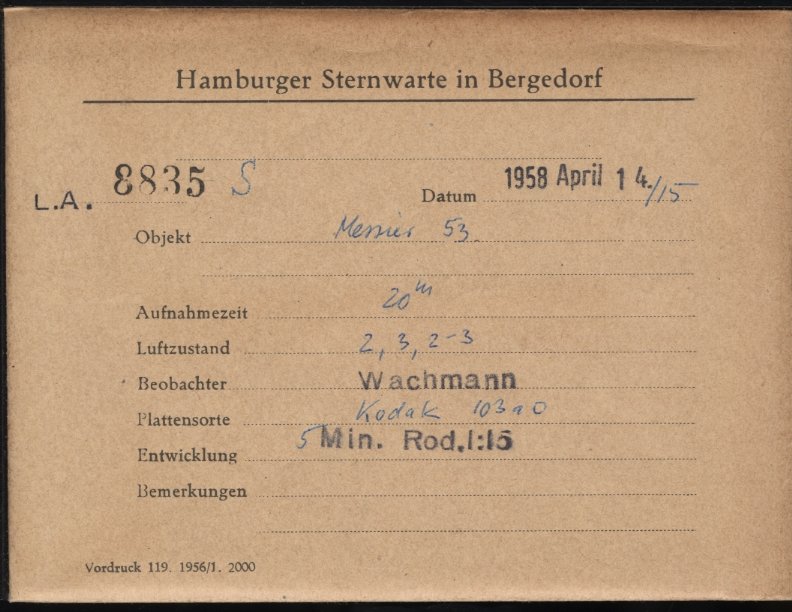 Hamburger Sternwarte in Bergedorf
L.A. 8835 S
Datum 1958 April 14./15
Objekt Messier 53
Aufnahmezeit 20m
Luftzustand 2, 3, 2-3
Beobachter Wachmann
Plattensorte Kodak 103aO
Entwicklung 5 Min. Rod.1:15
Bemerkungen
Vordruck 119. 1956/1. 2000